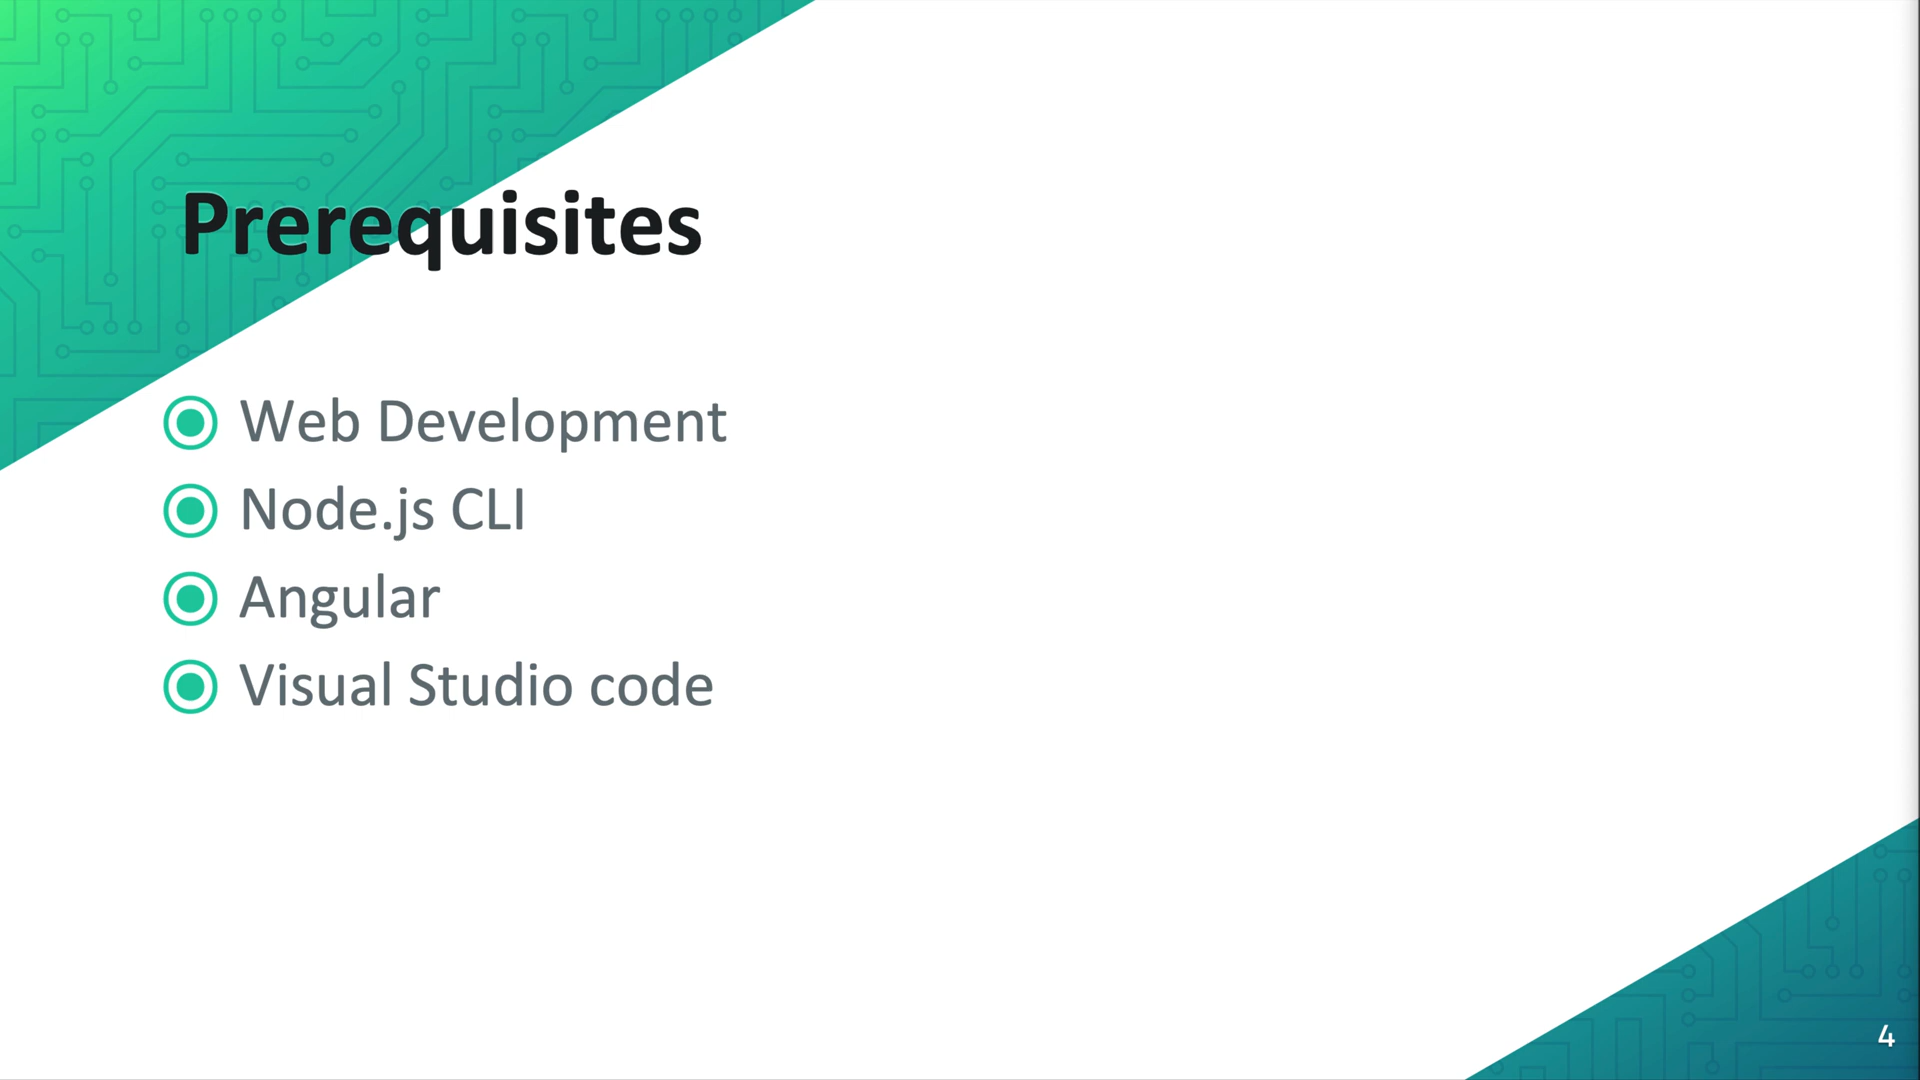 Prerequisites
Web Development
Node.js CLI
Angular
Visual Studio code
4